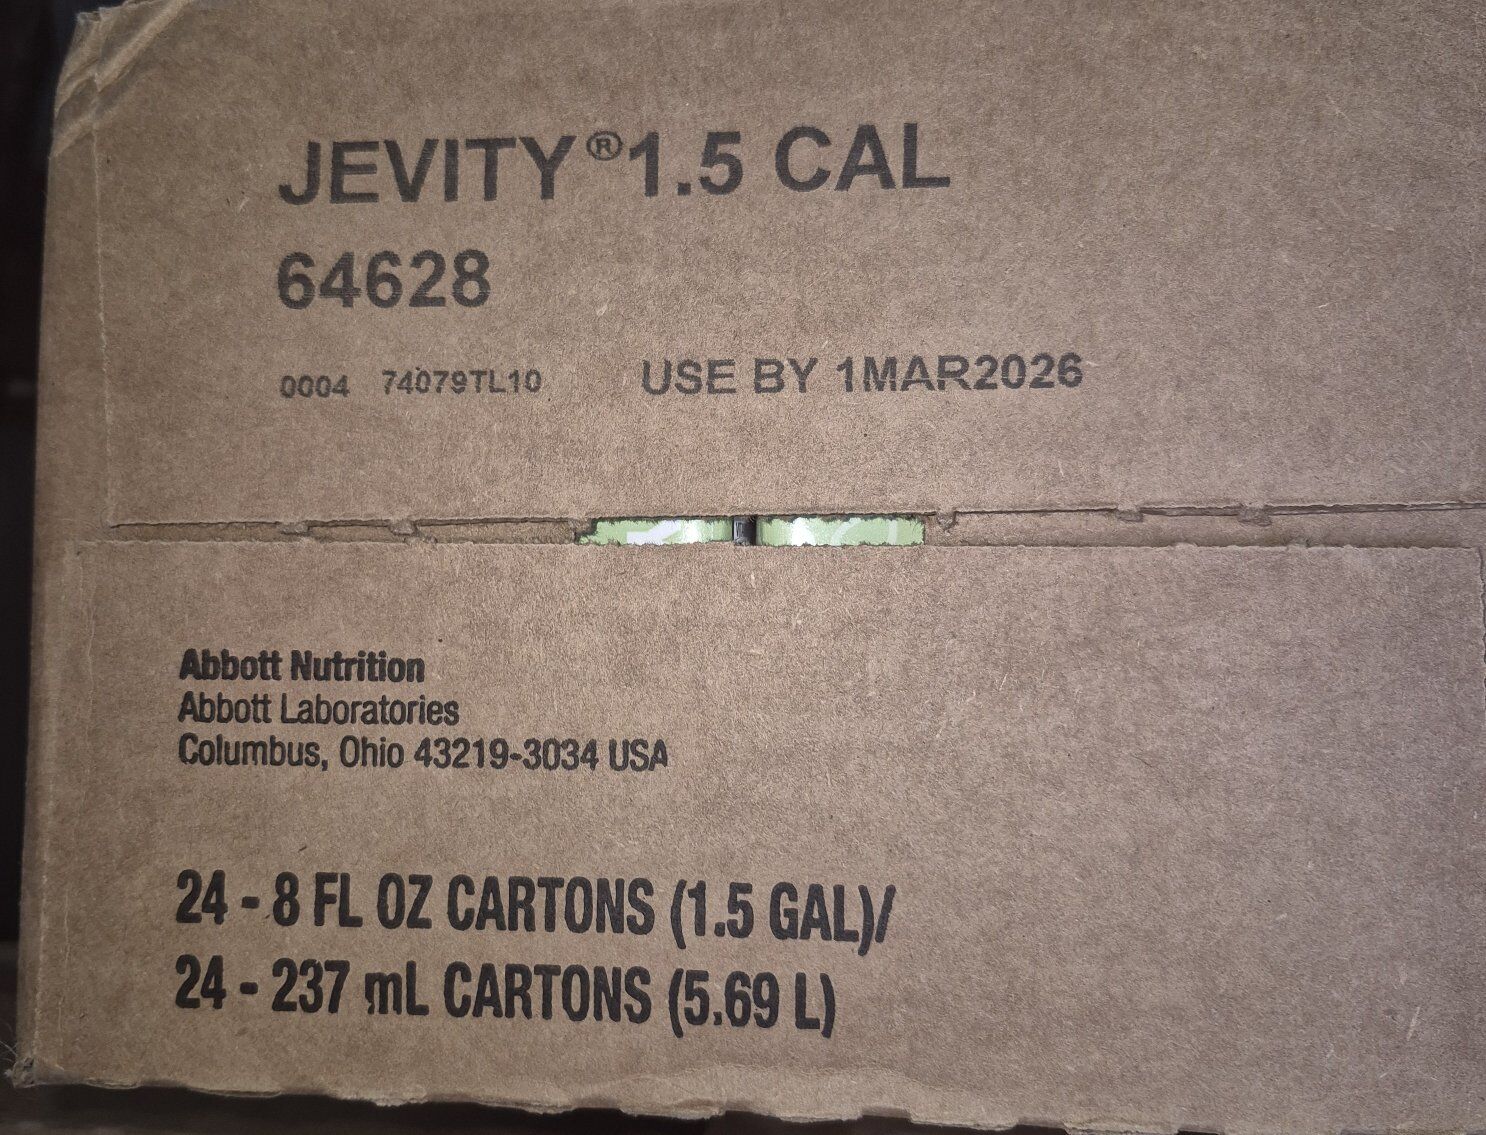 JEVITY® 1.5 CAL
64628
0004 74079TL10 USE BY 1MAR2026
Abbott Nutrition
Abbott Laboratories
Columbus, Ohio 43219-3034 USA
24 - 8 FL OZ CARTONS (1.5 GAL)/
24 - 237 mL CARTONS (5.69 L)